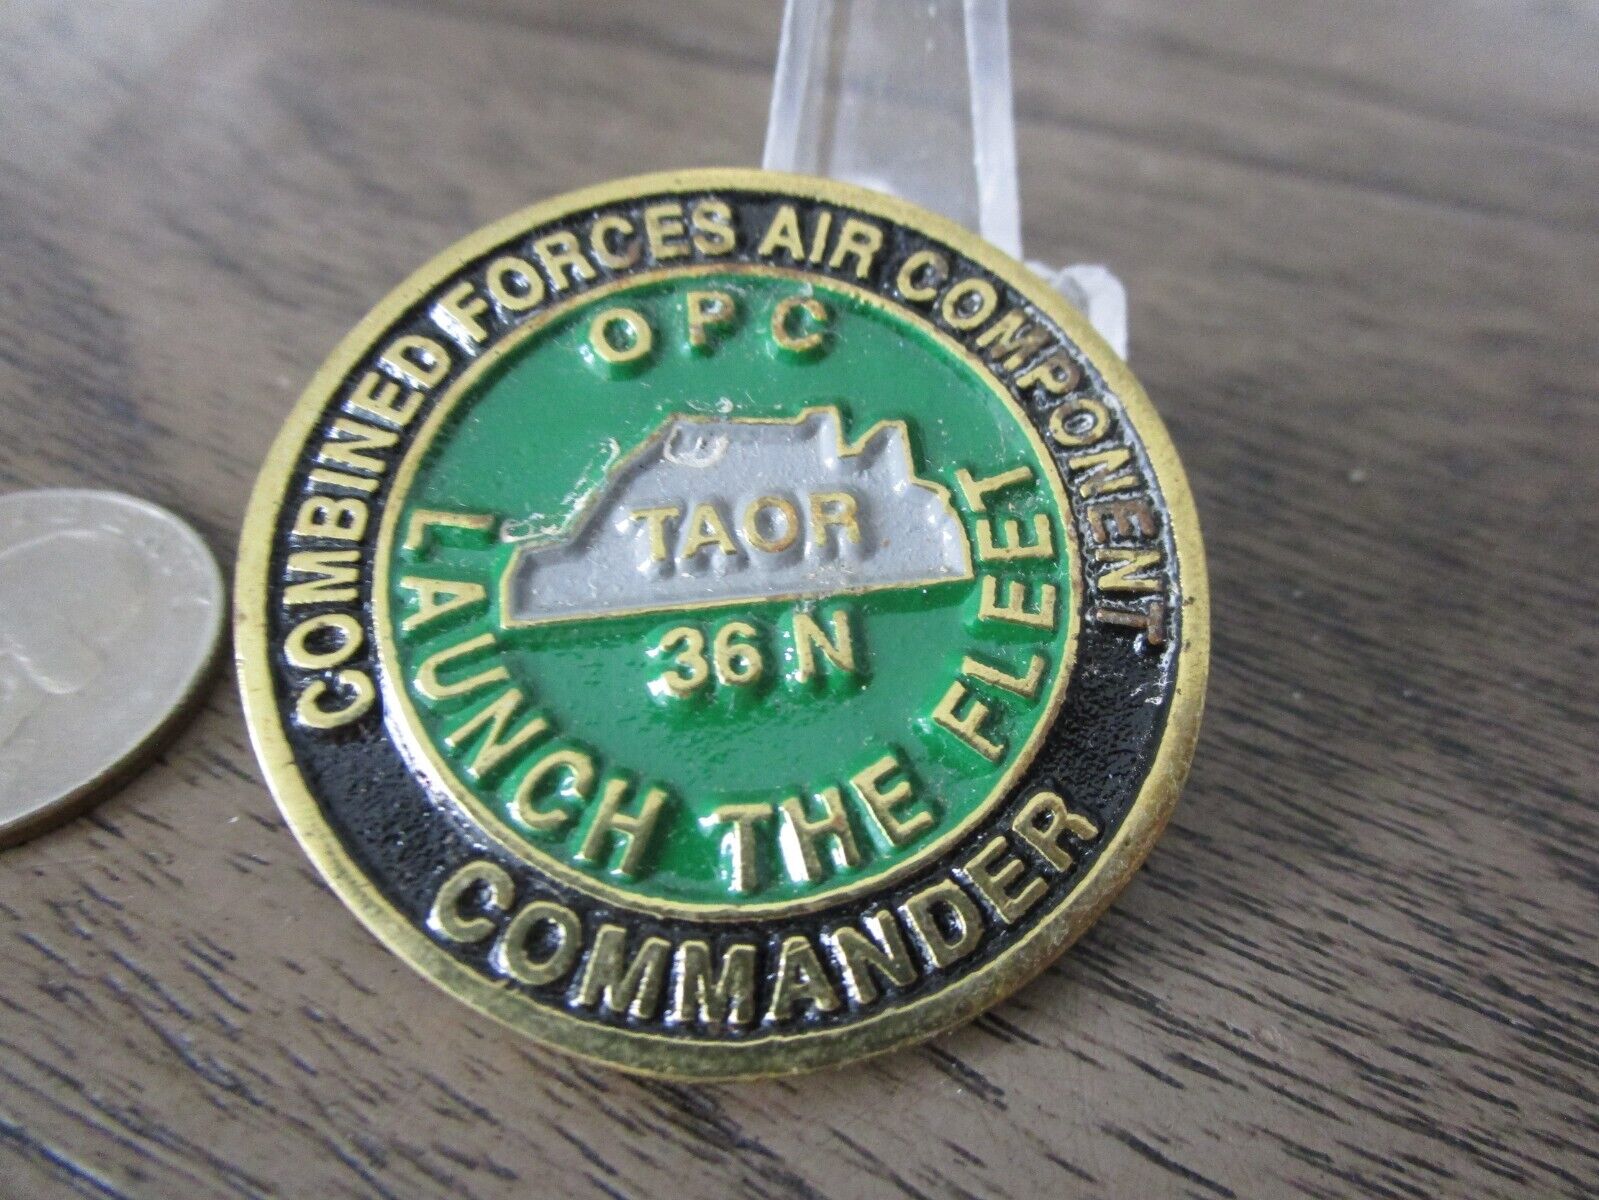 COMBINED FORCES AIR COMPONENT
COMMANDER
OPC
TAOR
36 N
LAUNCH THE FLEET